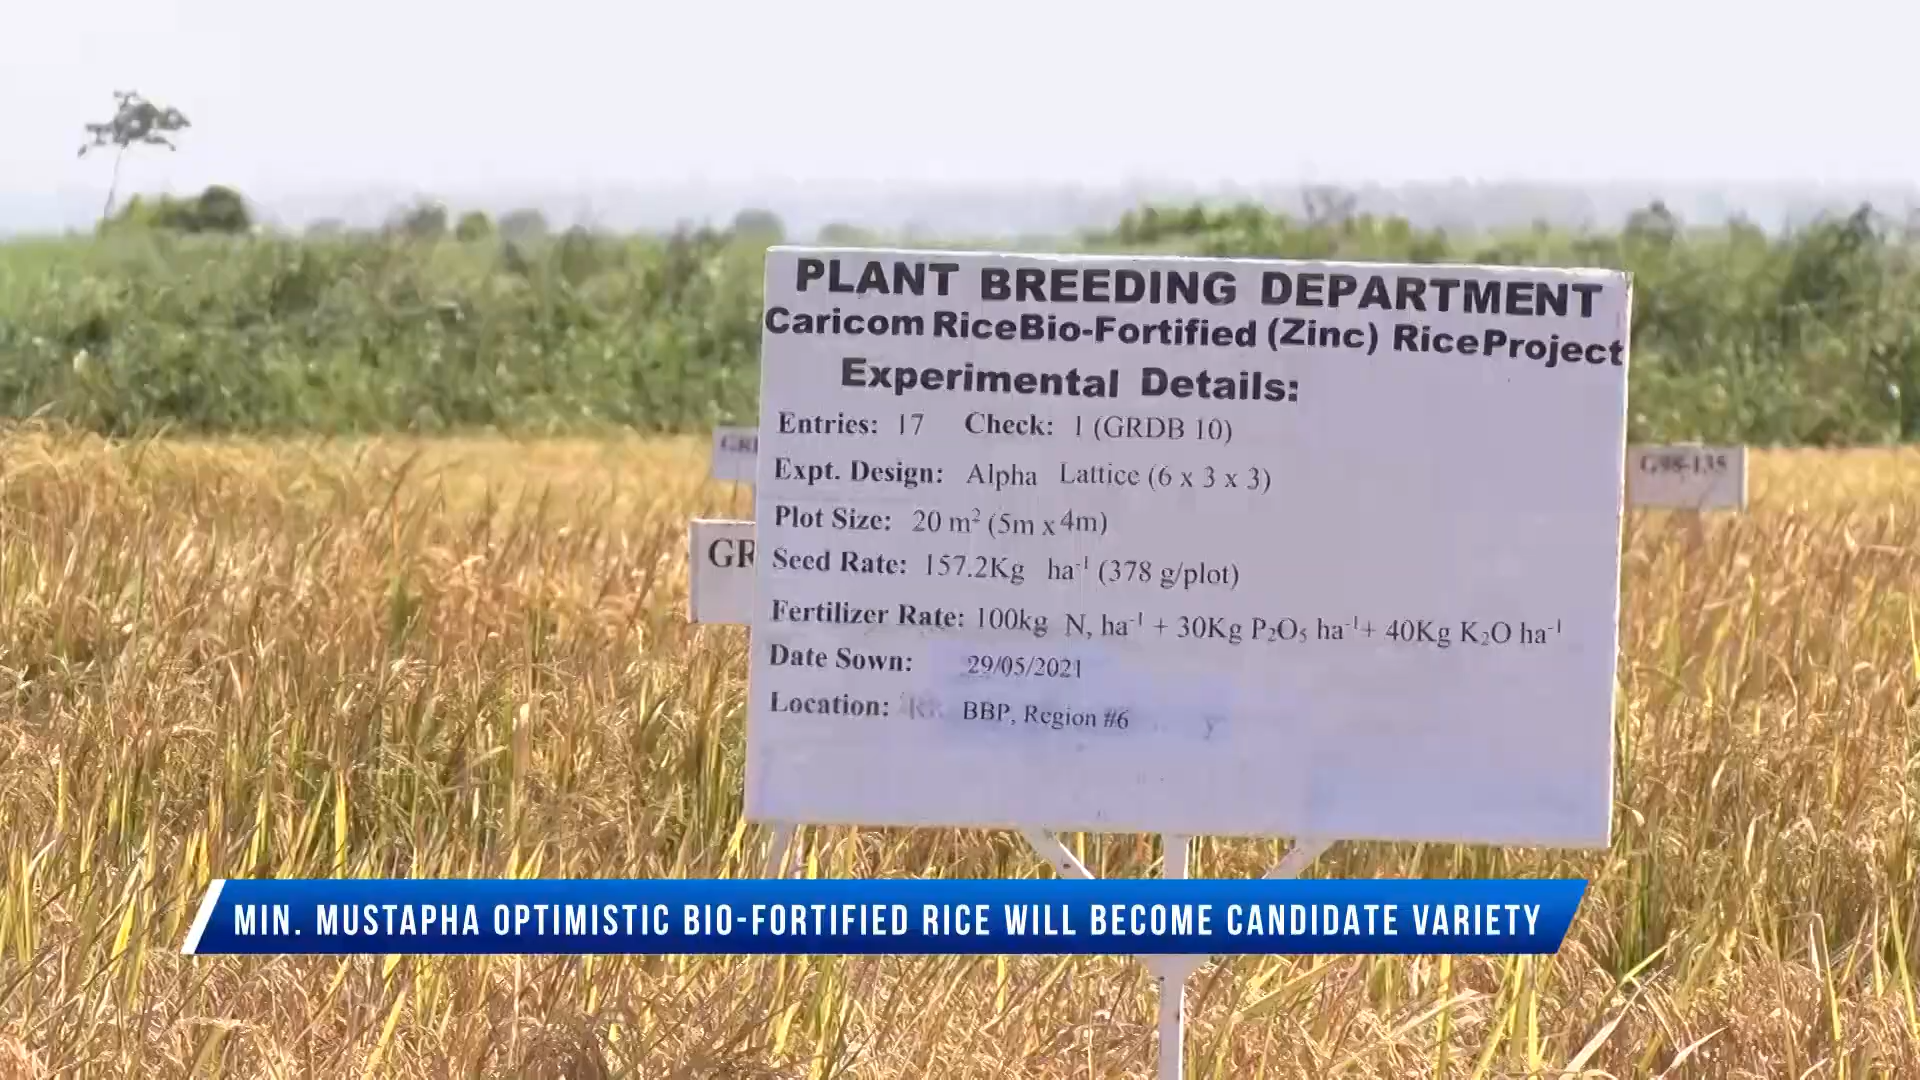 PLANT BREEDING DEPARTMENT
Caricom RiceBio-Fortified (Zinc) RiceProject
Experimental Details:
Entries: 17 Check: 1 (GRDB 10)
Expt. Design: Alpha Lattice (6 x 3 x 3)
Plot Size: 20 m² (5m x 4m)
Seed Rate: 157.2Kg ha⁻¹ (378 g/plot)
Fertilizer Rate: 100kg N, ha⁻¹ + 30Kg P₂O₅ ha⁻¹+ 40Kg K₂O ha⁻¹
Date Sown: 29/05/2021
Location: BBP, Region #6
G98-135
GR
MIN. MUSTAPHA OPTIMISTIC BIO-FORTIFIED RICE WILL BECOME CANDIDATE VARIETY